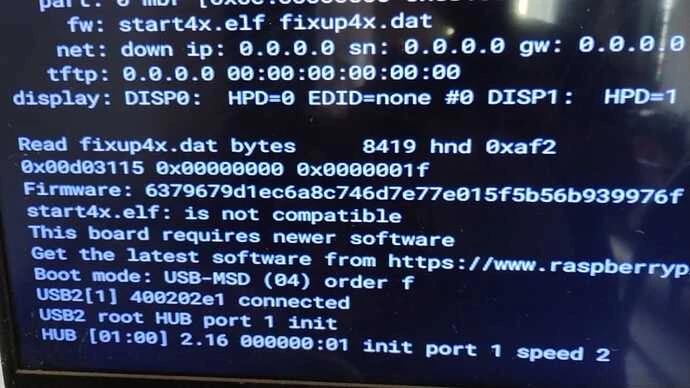 part: 0 mbr
fw: start4x.elf fixup4x.dat
net: down ip: 0.0.0.0 sn: 0.0.0.0 gw: 0.0.0.0
tftp: 0.0.0.0 00:00:00:00:00:00
display: DISP0: HPD=0 EDID=none #0 DISP1: HPD=1
Read fixup4x.dat bytes 8419 hnd 0xaf2
0x00d03115 0x00000000 0x0000001f
Firmware: 6379679d1ec6a8c746d7e77e015f5b56b939976f
start4x.elf: is not compatible
This board requires newer software
Get the latest software from https://www.raspberryp
Boot mode: USB-MSD (04) order f
USB2[1] 400202e1 connected
USB2 root HUB port 1 init
HUB [01:00] 2.16 000000:01 init port 1 speed 2